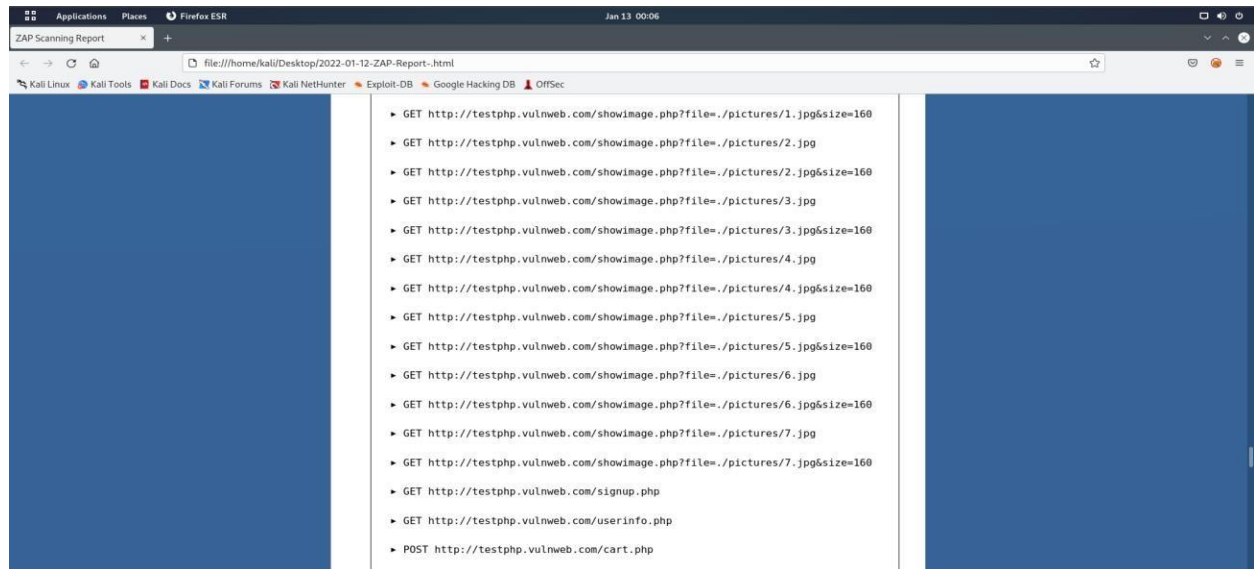 Applications Places Firefox ESR Jan 13 00:06
ZAP Scanning Report × +
file:///home/kali/Desktop/2022-01-12-ZAP-Report-.html
Kali Linux Kali Tools Kali Docs Kali Forums Kali NetHunter Exploit-DB Google Hacking DB OffSec
▸ GET http://testphp.vulnweb.com/showimage.php?file=./pictures/1.jpg&size=160
▸ GET http://testphp.vulnweb.com/showimage.php?file=./pictures/2.jpg
▸ GET http://testphp.vulnweb.com/showimage.php?file=./pictures/2.jpg&size=160
▸ GET http://testphp.vulnweb.com/showimage.php?file=./pictures/3.jpg
▸ GET http://testphp.vulnweb.com/showimage.php?file=./pictures/3.jpg&size=160
▸ GET http://testphp.vulnweb.com/showimage.php?file=./pictures/4.jpg
▸ GET http://testphp.vulnweb.com/showimage.php?file=./pictures/4.jpg&size=160
▸ GET http://testphp.vulnweb.com/showimage.php?file=./pictures/5.jpg
▸ GET http://testphp.vulnweb.com/showimage.php?file=./pictures/5.jpg&size=160
▸ GET http://testphp.vulnweb.com/showimage.php?file=./pictures/6.jpg
▸ GET http://testphp.vulnweb.com/showimage.php?file=./pictures/6.jpg&size=160
▸ GET http://testphp.vulnweb.com/showimage.php?file=./pictures/7.jpg
▸ GET http://testphp.vulnweb.com/showimage.php?file=./pictures/7.jpg&size=160
▸ GET http://testphp.vulnweb.com/signup.php
▸ GET http://testphp.vulnweb.com/userinfo.php
▸ POST http://testphp.vulnweb.com/cart.php